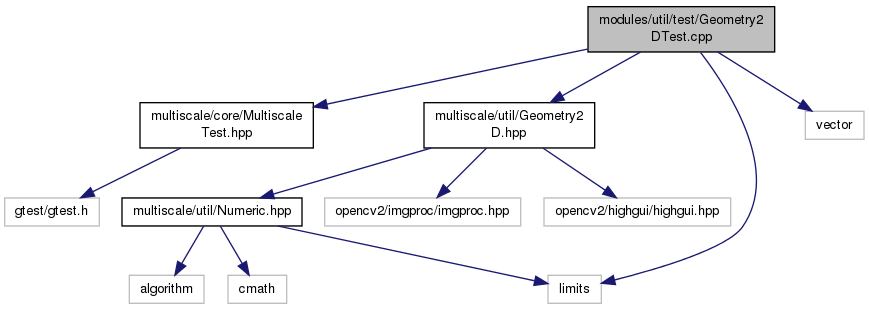 modules/util/test/Geometry2
DTest.cpp
multiscale/core/Multiscale
Test.hpp
multiscale/util/Geometry2
D.hpp
vector
gtest/gtest.h
multiscale/util/Numeric.hpp
opencv2/imgproc/imgproc.hpp
opencv2/highgui/highgui.hpp
algorithm
cmath
limits